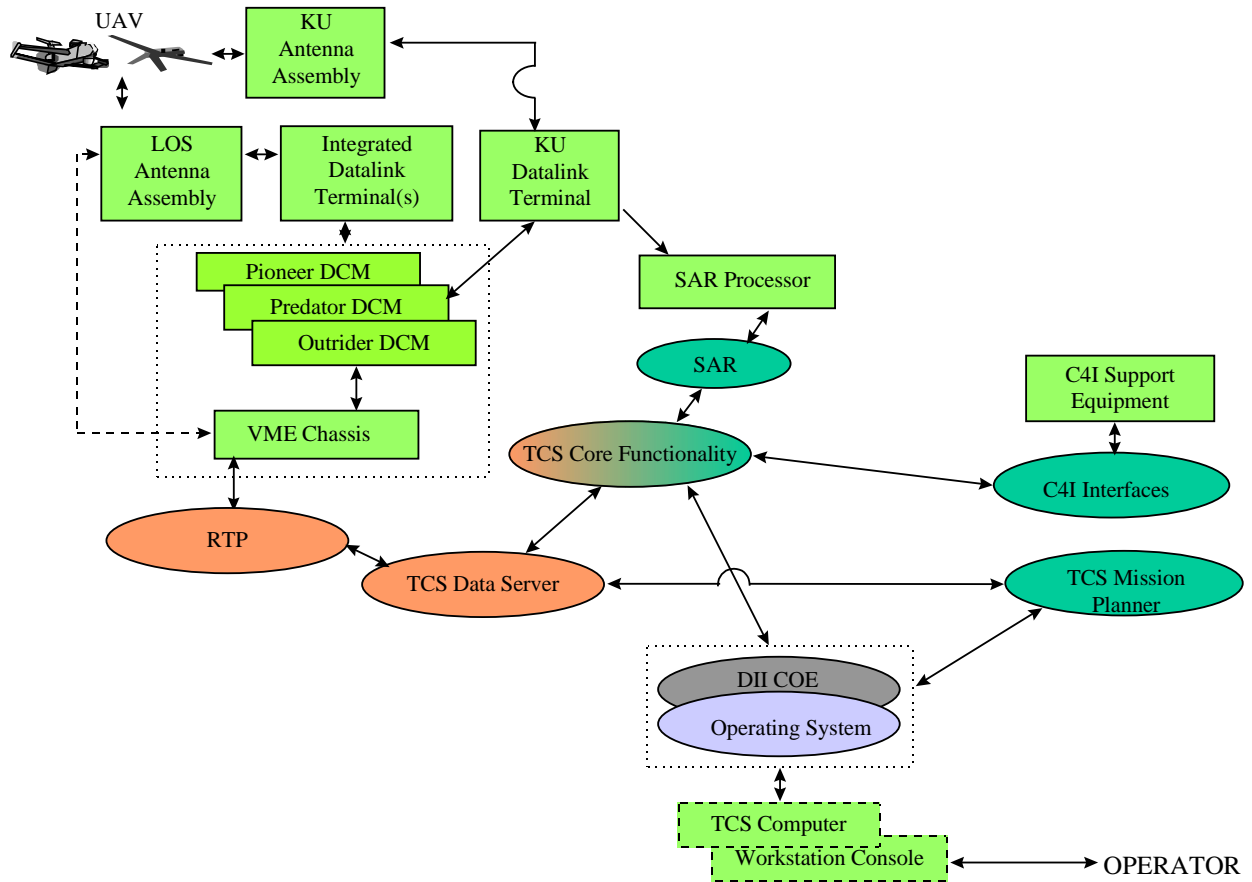 UAV
KU
Antenna
Assembly
LOS
Antenna
Assembly
Integrated
Datalink
Terminal(s)
KU
Datalink
Terminal
Pioneer DCM
Predator DCM
Outrider DCM
VME Chassis
SAR Processor
SAR
C4I Support
Equipment
TCS Core Functionality
C4I Interfaces
RTP
TCS Data Server
TCS Mission
Planner
DII COE
Operating System
TCS Computer
Workstation Console
OPERATOR